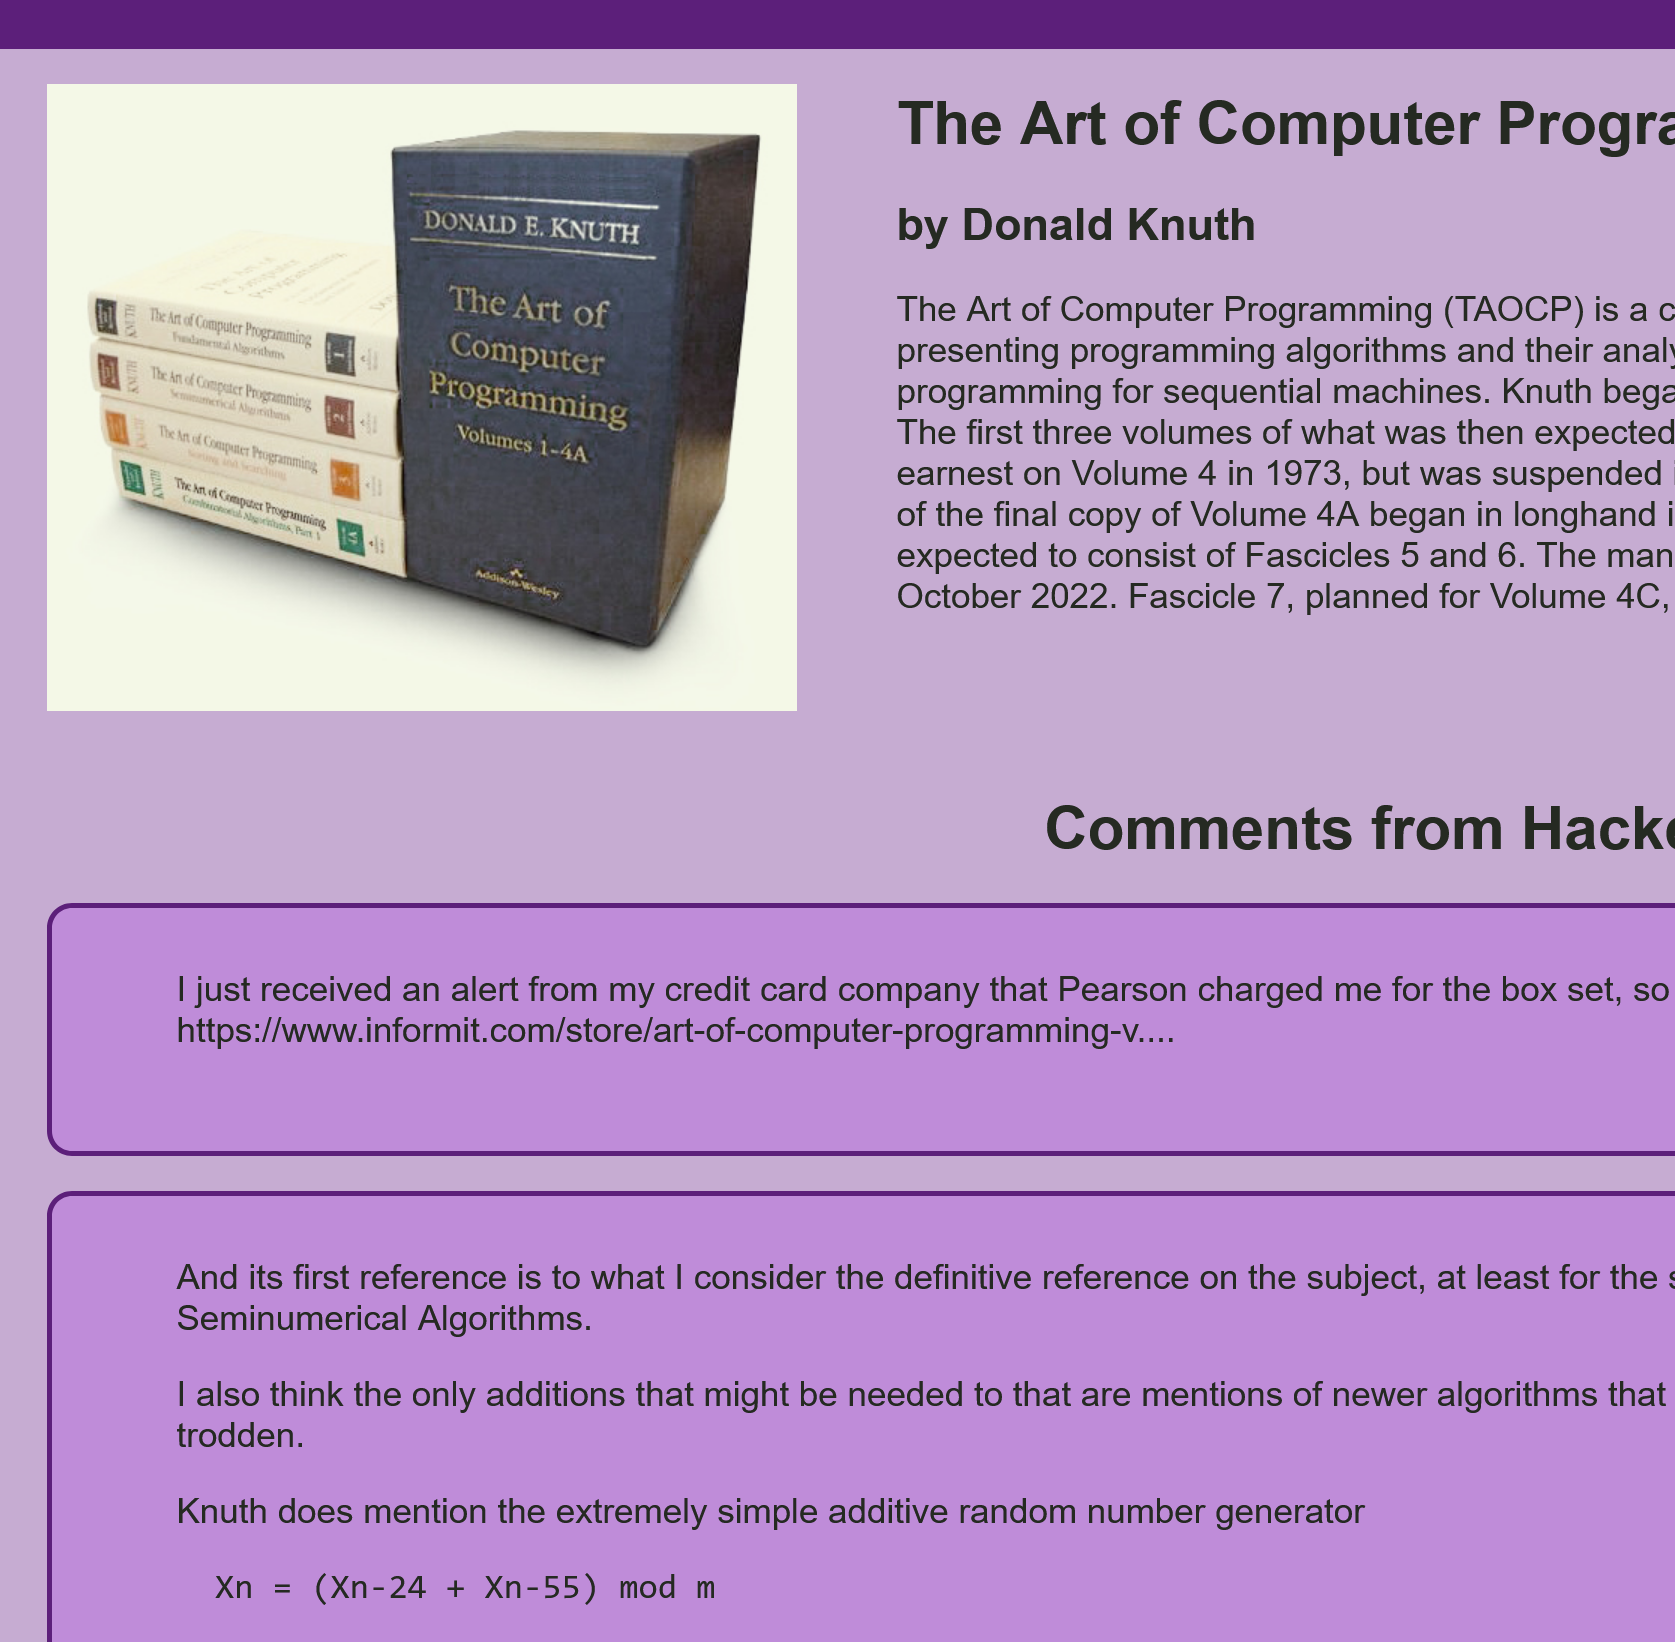 The Art of Computer Progra
by Donald Knuth
The Art of Computer Programming (TAOCP) is a c
presenting programming algorithms and their analy
programming for sequential machines. Knuth bega
The first three volumes of what was then expected
earnest on Volume 4 in 1973, but was suspended i
of the final copy of Volume 4A began in longhand i
expected to consist of Fascicles 5 and 6. The man
October 2022. Fascicle 7, planned for Volume 4C,
DONALD E. KNUTH
The Art of
Computer
Programming
Volumes 1-4A
Addison-Wesley
The Art of
Computer
Programming
KNUTH
The Art of Computer Programming
Fundamental Algorithms
1
KNUTH
The Art of Computer Programming
Seminumerical Algorithms
2
KNUTH
The Art of Computer Programming
Sorting and Searching
3
KNUTH
The Art of Computer Programming
Combinatorial Algorithms, Part 1
4A
Comments from Hacke
I just received an alert from my credit card company that Pearson charged me for the box set, so
https://www.informit.com/store/art-of-computer-programming-v....
And its first reference is to what I consider the definitive reference on the subject, at least for the s
Seminumerical Algorithms.
I also think the only additions that might be needed to that are mentions of newer algorithms that
trodden.
Knuth does mention the extremely simple additive random number generator
Xn = (Xn-24 + Xn-55) mod m